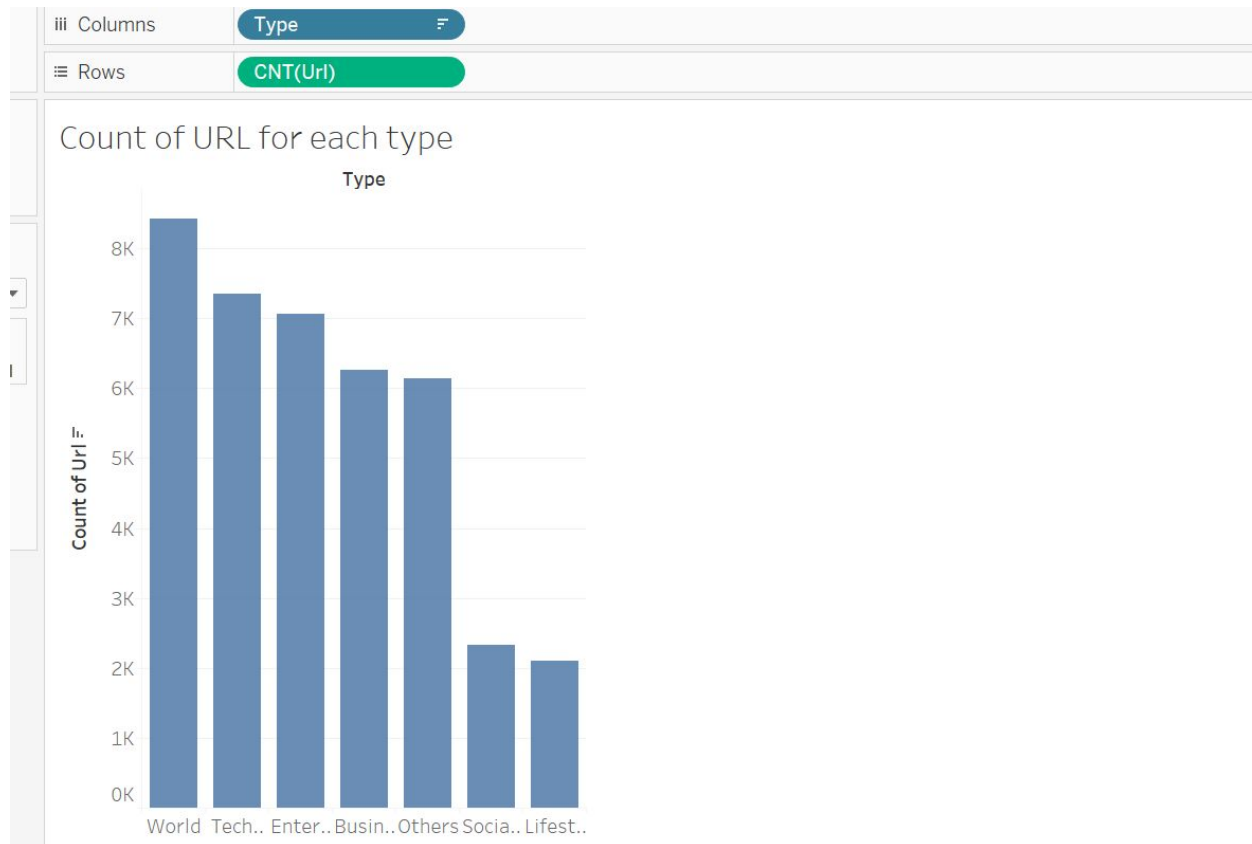 iii Columns Type
Rows CNT(Url)
Count of URL for each type
Type
8K
7K
6K
5K
4K
3K
2K
1K
0K
Count of Url
World Tech.. Enter.. Busin.. Others Socia.. Lifest..